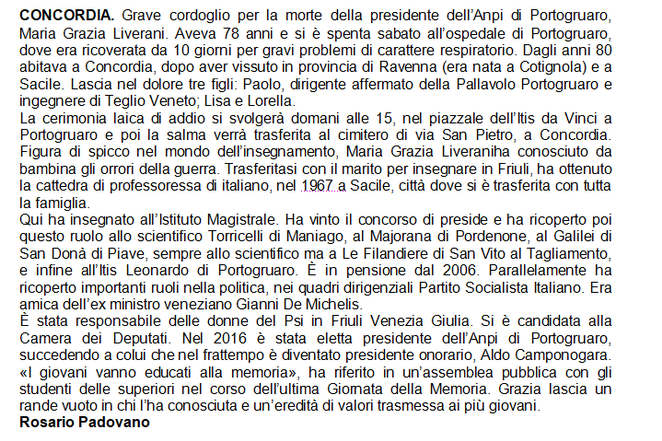 CONCORDIA. Grave cordoglio per la morte della presidente dell'Anpi di Portogruaro,
Maria Grazia Liverani. Aveva 78 anni e si è spenta sabato all'ospedale di Portogruaro,
dove era ricoverata da 10 giorni per gravi problemi di carattere respiratorio. Dagli anni 80
abitava a Concordia, dopo aver vissuto in provincia di Ravenna (era nata a Cotignola) e a
Sacile. Lascia nel dolore tre figli: Paolo, dirigente affermato della Pallavolo Portogruaro e
ingegnere di Teglio Veneto; Lisa e Lorella.
La cerimonia laica di addio si svolgerà domani alle 15, nel piazzale dell'Itis da Vinci a
Portogruaro e poi la salma verrà trasferita al cimitero di via San Pietro, a Concordia.
Figura di spicco nel mondo dell'insegnamento, Maria Grazia Liveraniha conosciuto da
bambina gli orrori della guerra. Trasferitasi con il marito per insegnare in Friuli, ha ottenuto
la cattedra di professoressa di italiano, nel 1967 a Sacile, città dove si è trasferita con tutta
la famiglia.
Qui ha insegnato all'Istituto Magistrale. Ha vinto il concorso di preside e ha ricoperto poi
questo ruolo allo scientifico Torricelli di Maniago, al Majorana di Pordenone, al Galilei di
San Donà di Piave, sempre allo scientifico ma a Le Filandiere di San Vito al Tagliamento,
e infine all'Itis Leonardo di Portogruaro. È in pensione dal 2006. Parallelamente ha
ricoperto importanti ruoli nella politica, nei quadri dirigenziali Partito Socialista Italiano. Era
amica dell'ex ministro veneziano Gianni De Michelis.
È stata responsabile delle donne del Psi in Friuli Venezia Giulia. Si è candidata alla
Camera dei Deputati. Nel 2016 è stata eletta presidente dell'Anpi di Portogruaro,
succedendo a colui che nel frattempo è diventato presidente onorario, Aldo Camponogara.
«I giovani vanno educati alla memoria», ha riferito in un'assemblea pubblica con gli
studenti delle superiori nel corso dell'ultima Giornata della Memoria. Grazia lascia un
rande vuoto in chi l'ha conosciuta e un'eredità di valori trasmessa ai più giovani.
Rosario Padovano